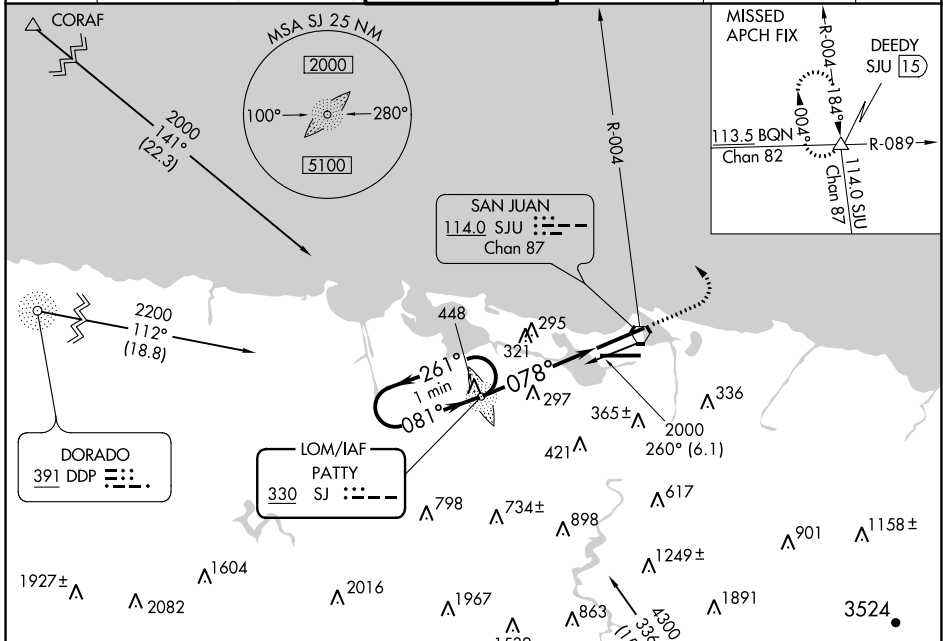 CORAF
2000
141°
(22.3)
MSA SJ 25 NM
2000
100°
280°
5100
R-004
MISSED
APCH FIX
R-004
184°
004°
DEEDY
SJU 15
113.5 BQN
Chan 82
R-089
114.0 SJU
Chan 87
SAN JUAN
114.0 SJU
Chan 87
2200
112°
(18.8)
448
295
321
261°
1 min
081°
078°
297
365±
336
2000
260° (6.1)
421
DORADO
391 DDP
LOM/IAF
PATTY
330 SJ
798
734±
898
617
901
1158±
1249±
1927±
1604
2082
2016
1967
863
4300
1891
3524